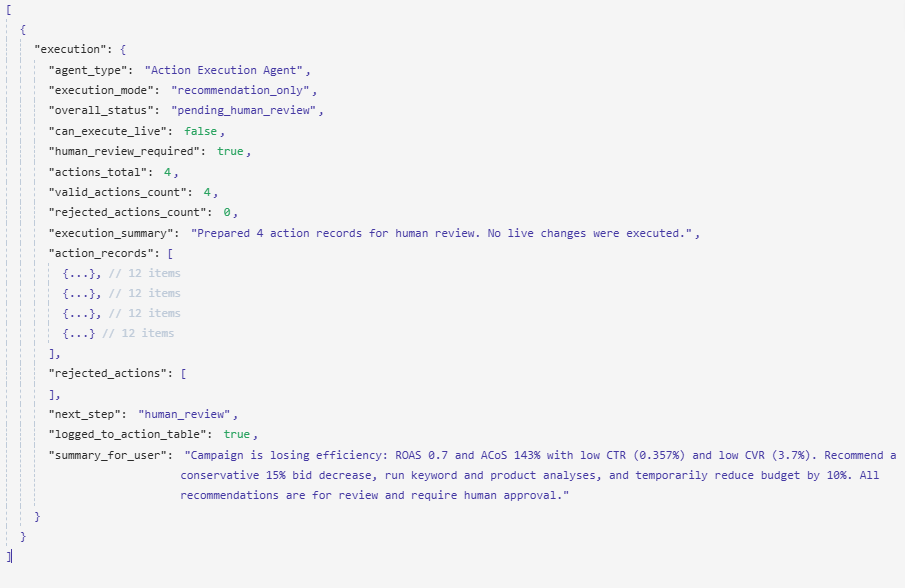 [
{
"execution": {
"agent_type": "Action Execution Agent",
"execution_mode": "recommendation_only",
"overall_status": "pending_human_review",
"can_execute_live": false,
"human_review_required": true,
"actions_total": 4,
"valid_actions_count": 4,
"rejected_actions_count": 0,
"execution_summary": "Prepared 4 action records for human review. No live changes were executed.",
"action_records": [
{...}, // 12 items
{...}, // 12 items
{...}, // 12 items
{...} // 12 items
],
"rejected_actions": [
],
"next_step": "human_review",
"logged_to_action_table": true,
"summary_for_user": "Campaign is losing efficiency: ROAS 0.7 and ACoS 143% with low CTR (0.357%) and low CVR (3.7%). Recommend a
conservative 15% bid decrease, run keyword and product analyses, and temporarily reduce budget by 10%. All
recommendations are for review and require human approval."
}
}
]